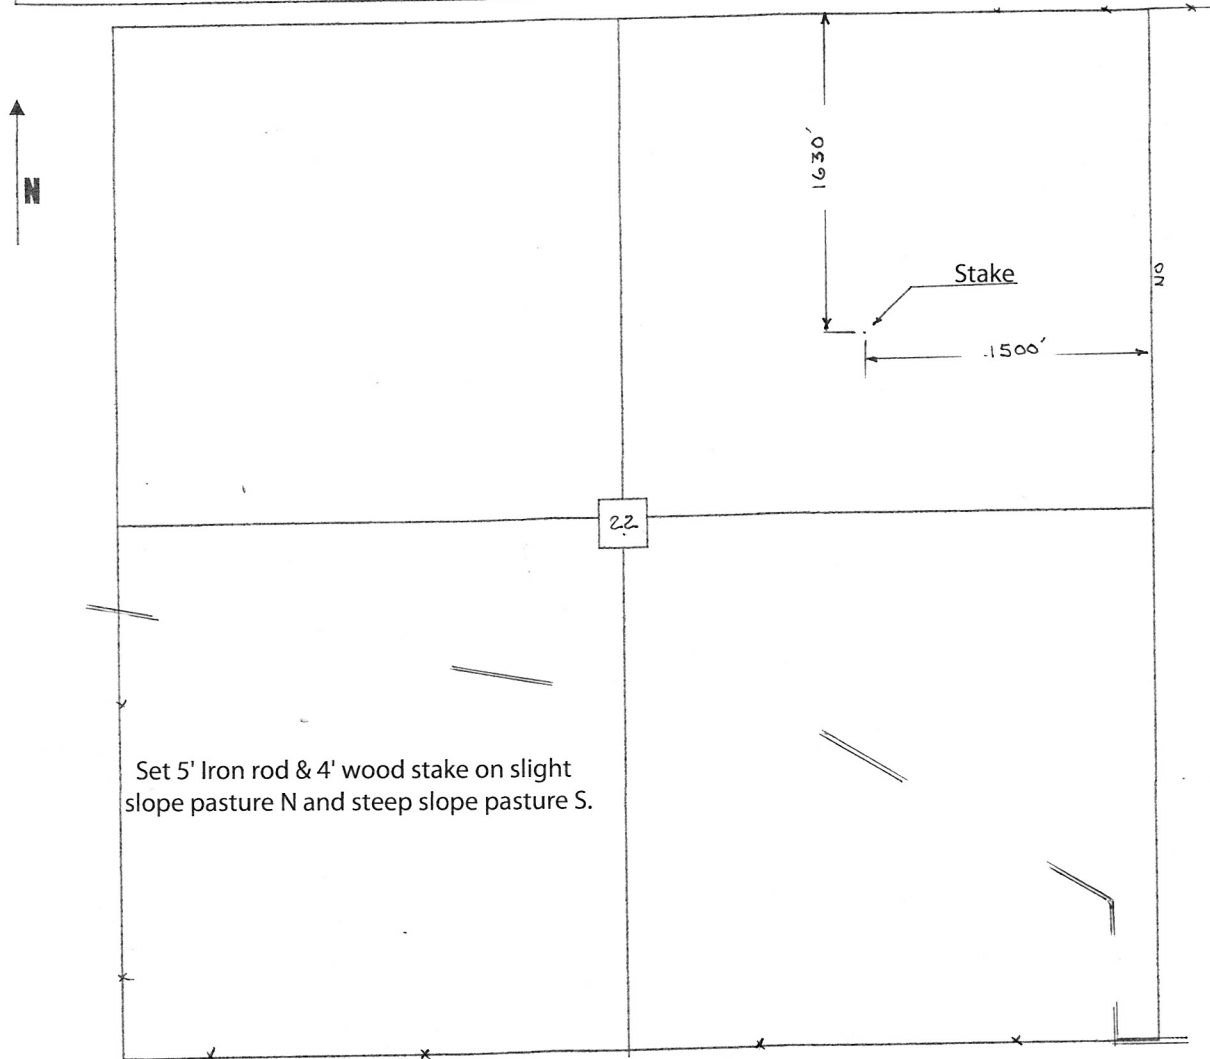 N
1630'
Stake
1500'
NO
22
Set 5' Iron rod & 4' wood stake on slight
slope pasture N and steep slope pasture S.